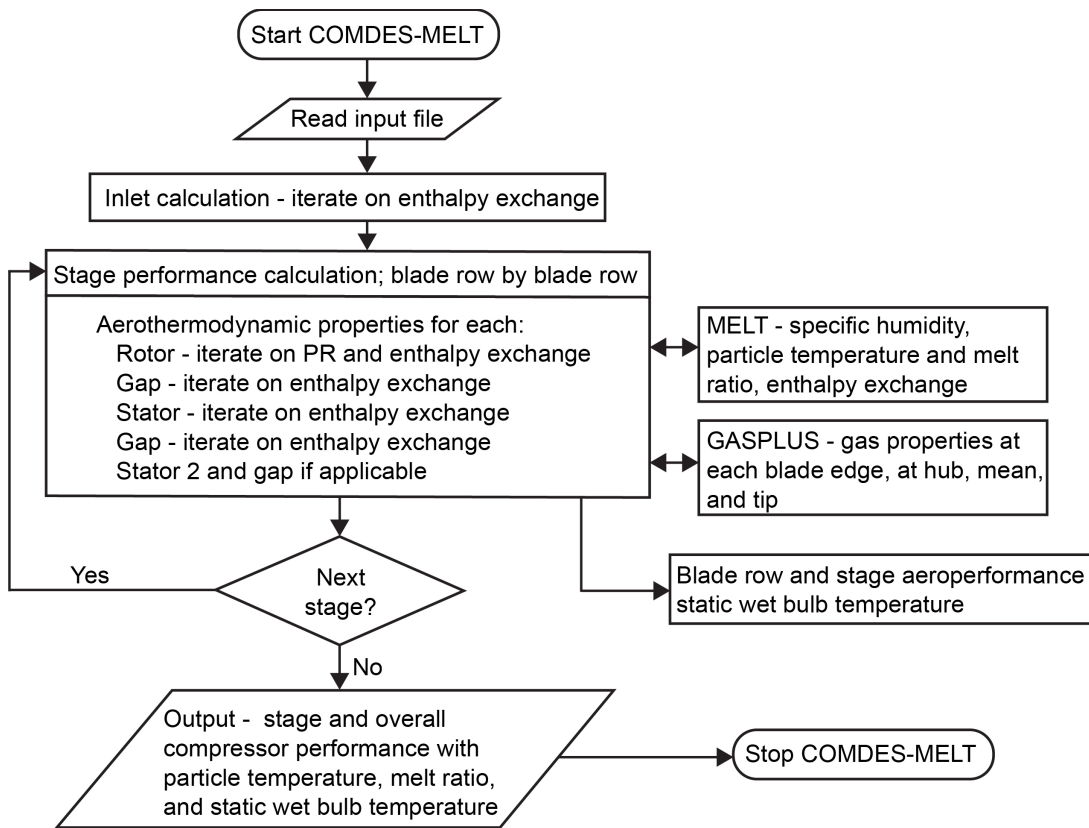 Start COMDES-MELT
Read input file
Inlet calculation - iterate on enthalpy exchange
Stage performance calculation; blade row by blade row
Aerothermodynamic properties for each:
Rotor - iterate on PR and enthalpy exchange
Gap - iterate on enthalpy exchange
Stator - iterate on enthalpy exchange
Gap - iterate on enthalpy exchange
Stator 2 and gap if applicable
MELT - specific humidity,
particle temperature and melt
ratio, enthalpy exchange
GASPLUS - gas properties at
each blade edge, at hub, mean,
and tip
Blade row and stage aeroperformance
static wet bulb temperature
Yes
Next
stage?
No
Output -  stage and overall
compressor performance with
particle temperature, melt ratio,
and static wet bulb temperature
Stop COMDES-MELT